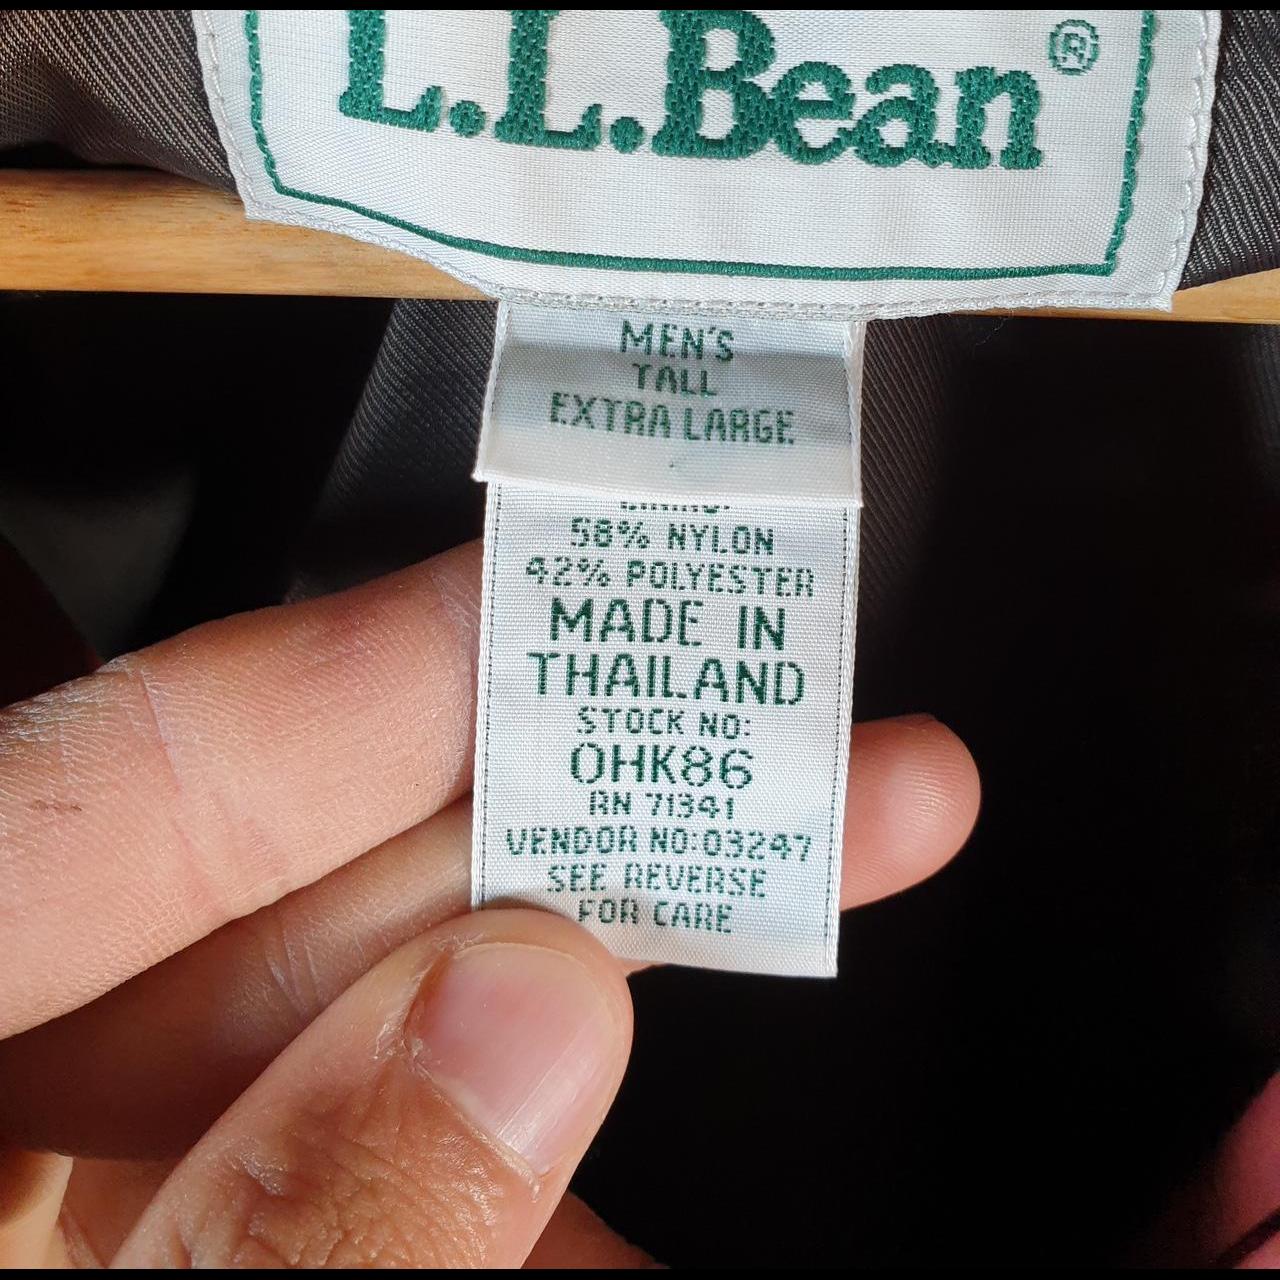 L.L.Bean®
MEN'S
TALL
EXTRA LARGE
58% NYLON
42% POLYESTER
MADE IN
THAILAND
STOCK NO:
0HK86
RN 71341
VENDOR NO:03247
SEE REVERSE
FOR CARE